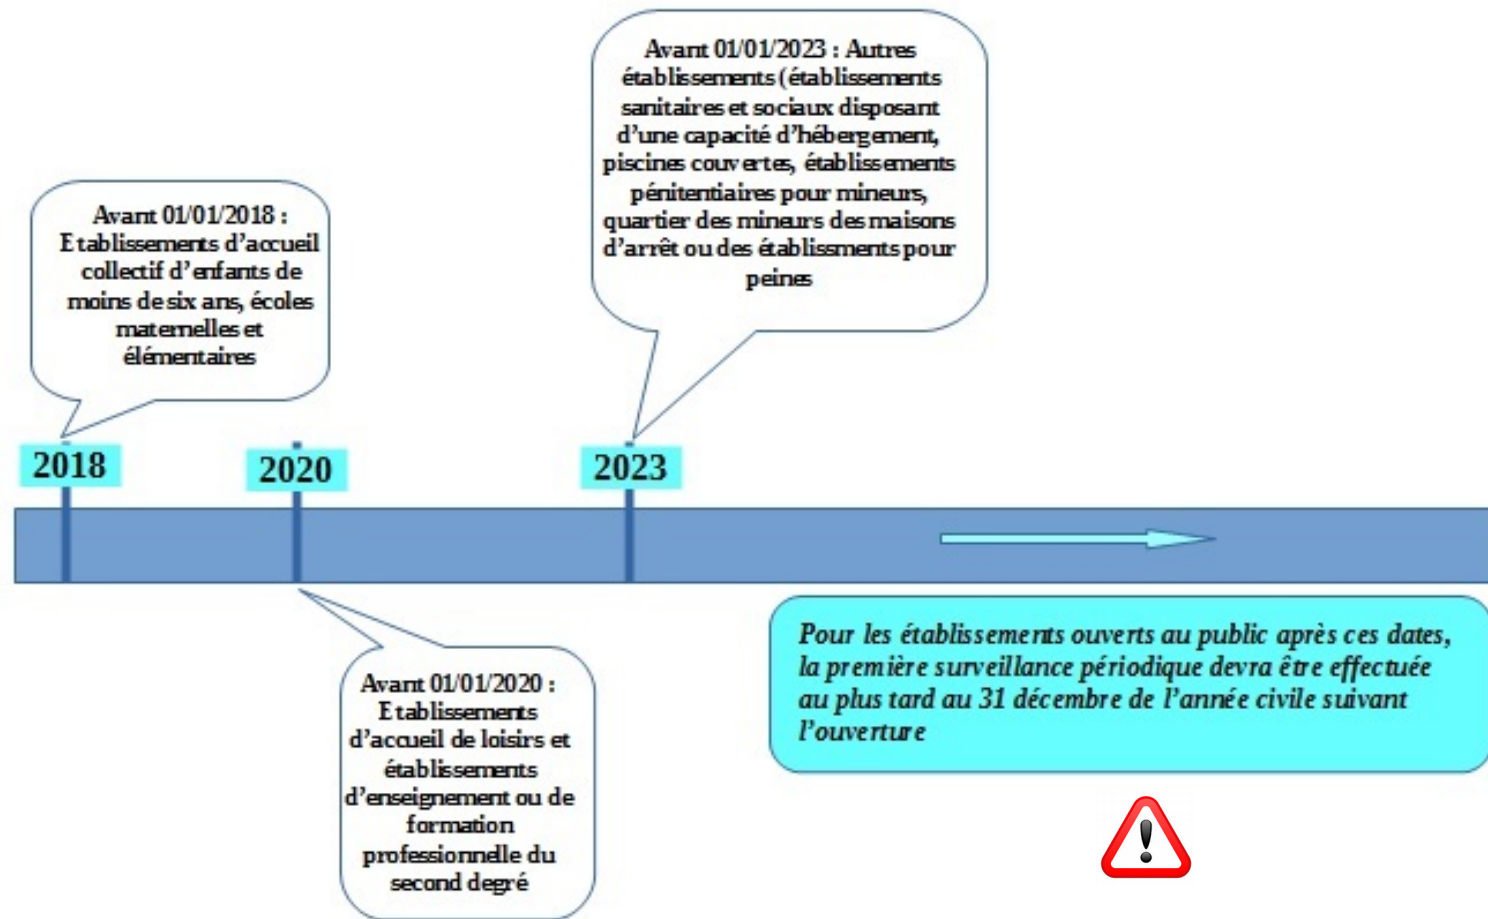 Avant 01/01/2023 : Autres
établissements (établissements
sanitaires et sociaux disposant
d'une capacité d'hébergement,
piscines couvertes, établissements
pénitentiaires pour mineurs,
quartier des mineurs des maisons
d'arrêt ou des établissments pour
peines
Avant 01/01/2018 :
Etablissements d'accueil
collectif d'enfants de
moins de six ans, écoles
maternelles et
élémentaires
2018
2020
2023
Pour les établissements ouverts au public après ces dates,
la première surveillance périodique devra être effectuée
au plus tard au 31 décembre de l'année civile suivant
l'ouverture
Avant 01/01/2020 :
Etablissements
d'accueil de loisirs et
établissements
d'enseignement ou de
formation
professionnelle du
second degré